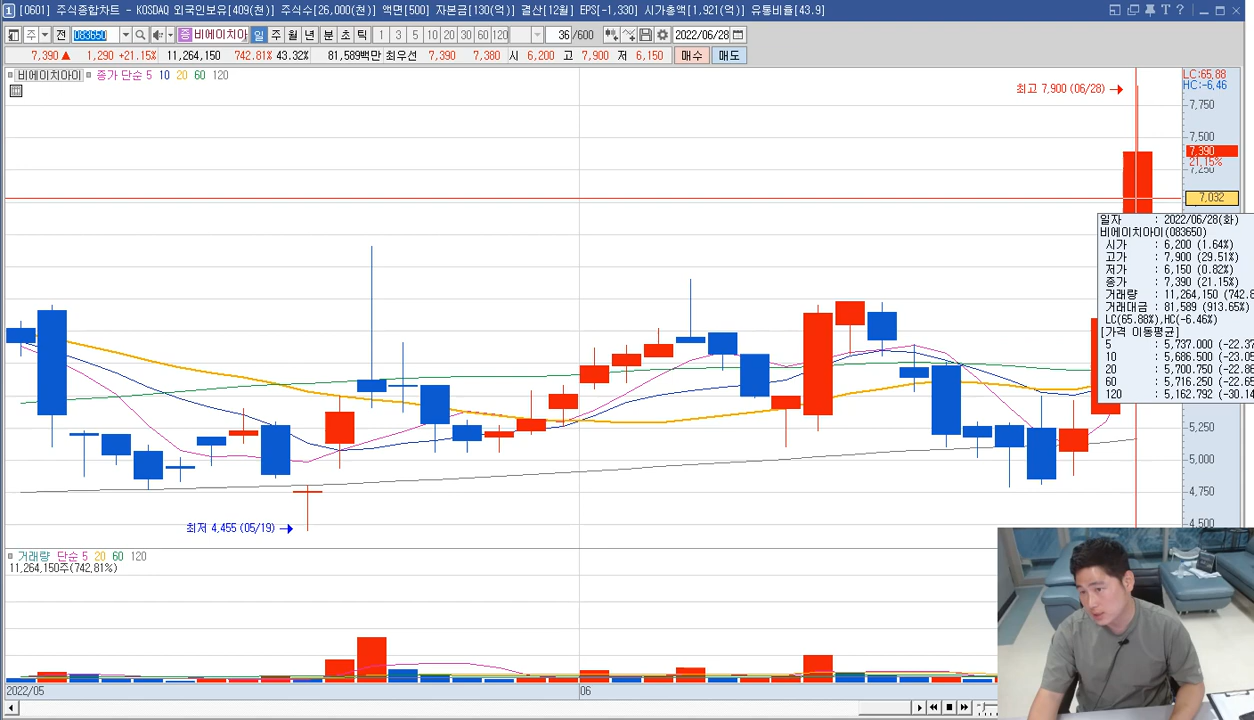 1 [0601] 주식종합차트 - KOSDAQ 외국인보유[409(천)] 주식수[26,000(천)] 액면[500] 자본금[130(억)] 결산[12월] EPS[-1,330] 시가총액[1,921(억)] 유통비율[43.9] T ?
주 전 083650 증 비에이치아 일 주 월 년 분 초 틱 1 3 5 10 20 30 60 120 36 /600 2022/06/28
7,390 ▲ 1,290 +21.15% 11,264,150 742.81% 43.32% 81,589백만 최우선 7,390 7,380 시 6,200 고 7,900 저 6,150 매수 매도
비에이치아이 종가 단순 5 10 20 60 120
LC:65.88
HC:-6.46
최고 7,900 (06/28) →
7,750
7,500
7,390
21.15%
7,250
7,032
일자 : 2022/06/28(화)
비에이치아이(083650)
시가 : 6,200 (1.64%)
고가 : 7,900 (29.51%)
저가 : 6,150 (0.82%)
종가 : 7,390 (21.15%)
거래량 : 11,264,150 (742.8
거래대금 : 81,589 (913.65%)
LC(65.88%),HC(-6.46%)
[가격 이동평균]
5 : 5,737.000 (-22.37
10 : 5,686.500 (-23.05
20 : 5,700.750 (-22.86
60 : 5,716.250 (-22.65
120 : 5,162.792 (-30.14
5,250
5,000
4,750
4,500
최저 4,455 (05/19) →
거래량 단순 5 20 60 120
11,264,150주(742.81%)
2022/05 06